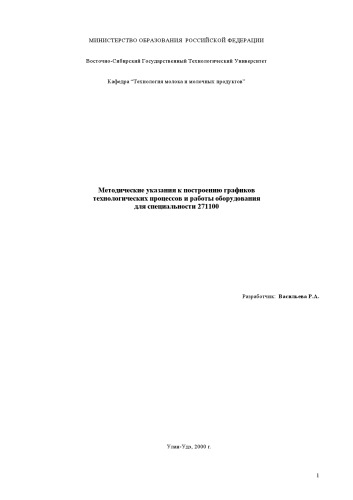 МИНИСТЕРСТВО ОБРАЗОВАНИЯ РОССИЙСКОЙ ФЕДЕРАЦИИ
Восточно-Сибирский Государственный Технологический Университет
Кафедра "Технология молока и молочных продуктов"
Методические указания к построению графиков
технологических процессов и работы оборудования
для специальности 271100
Разработчик: Васильева Р.А.
Улан-Удэ, 2000 г.
1